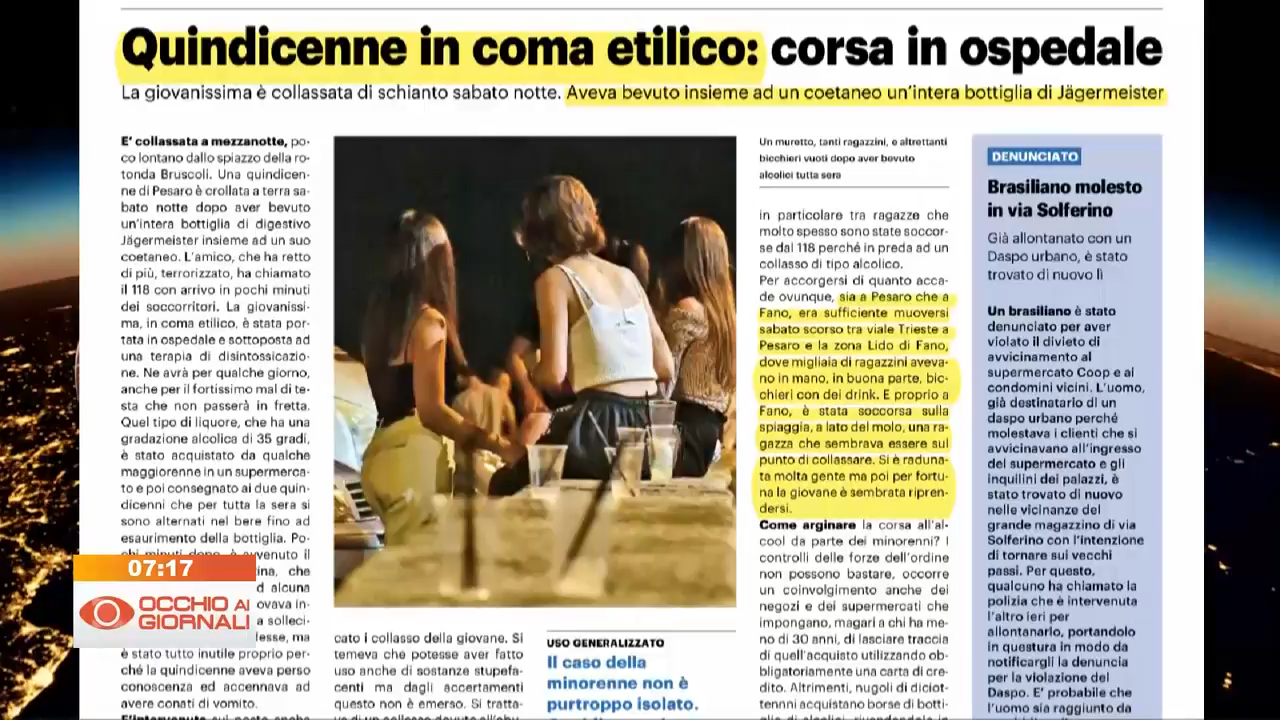 Quindicenne in coma etilico: corsa in ospedale
La giovanissima è collassata di schianto sabato notte. Aveva bevuto insieme ad un coetaneo un'intera bottiglia di Jägermeister
E' collassata a mezzanotte, po-
co lontano dallo spiazzo della ro-
tonda Bruscoli. Una quindicen-
ne di Pesaro è crollata a terra sa-
bato notte dopo aver bevuto
un'intera bottiglia di digestivo
Jägermeister insieme ad un suo
coetaneo. L'amico, che ha retto
di più, terrorizzato, ha chiamato
il 118 con arrivo in pochi minuti
dei soccorritori. La giovanissi-
ma, in coma etilico, è stata por-
tata in ospedale e sottoposta ad
una terapia di disintossicazio-
ne. Ne avrà per qualche giorno,
anche per il fortissimo mal di te-
sta che non passerà in fretta.
Quel tipo di liquore, che ha una
gradazione alcolica di 35 gradi,
è stato acquistato da qualche
maggiorenne in un supermerca-
to e poi consegnato ai due quin-
dicenni che per tutta la sera si
sono alternati nel bere fino ad
esaurimento della bottiglia. Po-
chi minuti dopo, è avvenuto il
ina, che
d alcuna
ovava in-
a solleci-
lesse, ma
è stato tutto inutile proprio per-
ché la quindicenne aveva perso
conoscenza ed accennava ad
avere conati di vomito.
07:17
OCCHIO AI
GIORNALI
cato i collasso della giovane. Si
temeva che potesse aver fatto
uso anche di sostanze stupefa-
centi ma dagli accertamenti
questo non è emerso. Si tratta-
USO GENERALIZZATO
Il caso della
minorenne non è
purtroppo isolato.
Un muretto, tanti ragazzini, e altrettanti
bicchieri vuoti dopo aver bevuto
alcolici tutta sera
in particolare tra ragazze che
molto spesso sono state soccor-
se dal 118 perché in preda ad un
collasso di tipo alcolico.
Per accorgersi di quanto acca-
de ovunque, sia a Pesaro che a
Fano, era sufficiente muoversi
sabato scorso tra viale Trieste a
Pesaro e la zona Lido di Fano,
dove migliaia di ragazzini aveva-
no in mano, in buona parte, bic-
chieri con dei drink. E proprio a
Fano, è stata soccorsa sulla
spiaggia, a lato del molo, una ra-
gazza che sembrava essere sul
punto di collassare. Si è raduna-
ta molta gente ma poi per fortu-
na la giovane è sembrata ripren-
dersi.
Come arginare la corsa all'al-
cool da parte dei minorenni? I
controlli delle forze dell'ordine
non possono bastare, occorre
un coinvolgimento anche dei
negozi e dei supermercati che
impongano, magari a chi ha me-
no di 30 anni, di lasciare traccia
di quell'acquisto utilizzando ob-
bligatoriamente una carta di cre-
dito. Altrimenti, nugoli di diciot-
tennni acquistano borse di botti-
DENUNCIATO
Brasiliano molesto
in via Solferino
Già allontanato con un
Daspo urbano, è stato
trovato di nuovo lì
Un brasiliano è stato
denunciato per aver
violato il divieto di
avvicinamento al
supermercato Coop e ai
condomini vicini. L'uomo,
già destinatario di un
daspo urbano perché
molestava i clienti che si
avvicinavano all'ingresso
del supermercato e gli
inquilini dei palazzi, è
stato trovato di nuovo
nelle vicinanze del
grande magazzino di via
Solferino con l'intenzione
di tornare sui vecchi
passi. Per questo,
qualcuno ha chiamato la
polizia che è intervenuta
l'altro ieri per
allontanarlo, portandolo
in questura in modo da
notificargli la denuncia
per la violazione del
Daspo. E' probabile che
l'uomo sia raggiunto da